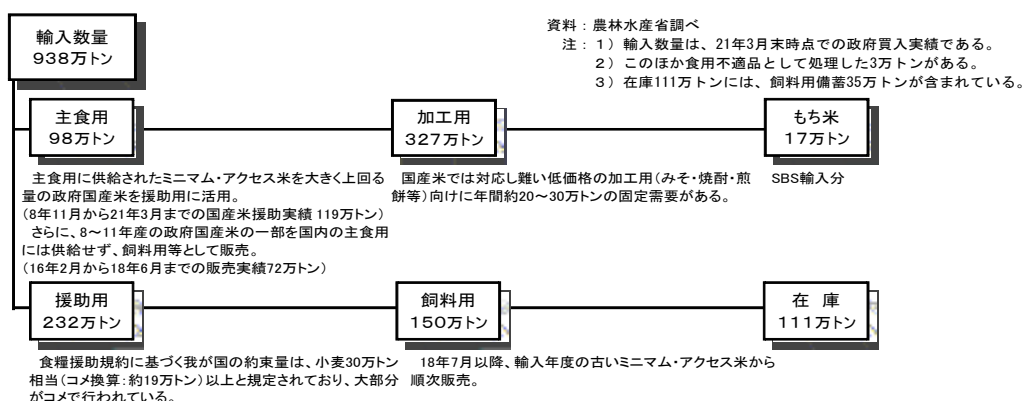 輸入数量
938万トン
資料：農林水産省調べ
注：１）輸入数量は、21年3月末時点での政府買入実績である。
２）このほか食用不適品として処理した3万トンがある。
３）在庫111万トンには、飼料用備蓄35万トンが含まれている。
主食用
98万トン
加工用
327万トン
もち米
17万トン
主食用に供給されたミニマム・アクセス米を大きく上回る
量の政府国産米を援助用に活用。
（8年11月から21年3月までの国産米援助実績 119万トン）
さらに、8～11年産の政府国産米の一部を国内の主食用
には供給せず、飼料用等として販売。
（16年2月から18年6月までの販売実績72万トン）
国産米では対応し難い低価格の加工用（みそ・焼酎・煎
餅等）向けに年間約20～30万トンの固定需要がある。
SBS輸入分
援助用
232万トン
飼料用
150万トン
在　庫
111万トン
食糧援助規約に基づく我が国の約束量は、小麦30万トン
相当（コメ換算：約19万トン）以上と規定されており、大部分
がコメで行われている。
18年7月以降、輸入年度の古いミニマム・アクセス米から
順次販売。